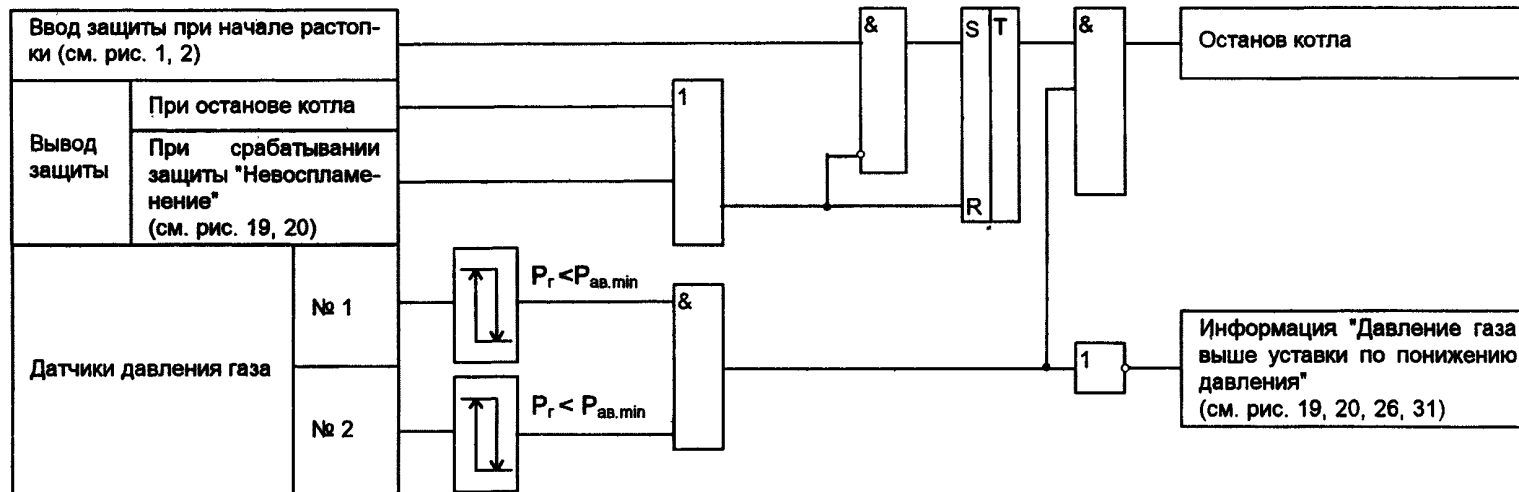 Ввод защиты при начале растоп-
ки (см. рис. 1, 2)
Вывод
защиты
При останове котла
При срабатывании
защиты "Невоспламе-
нение"
(см. рис. 19, 20)
Датчики давления газа
№ 1
№ 2
Pг <Pав.min
Pг < Pав.min
1
&
&
S
T
R
&
1
Останов котла
Информация "Давление газа
выше уставки по понижению
давления"
(см. рис. 19, 20, 26, 31)